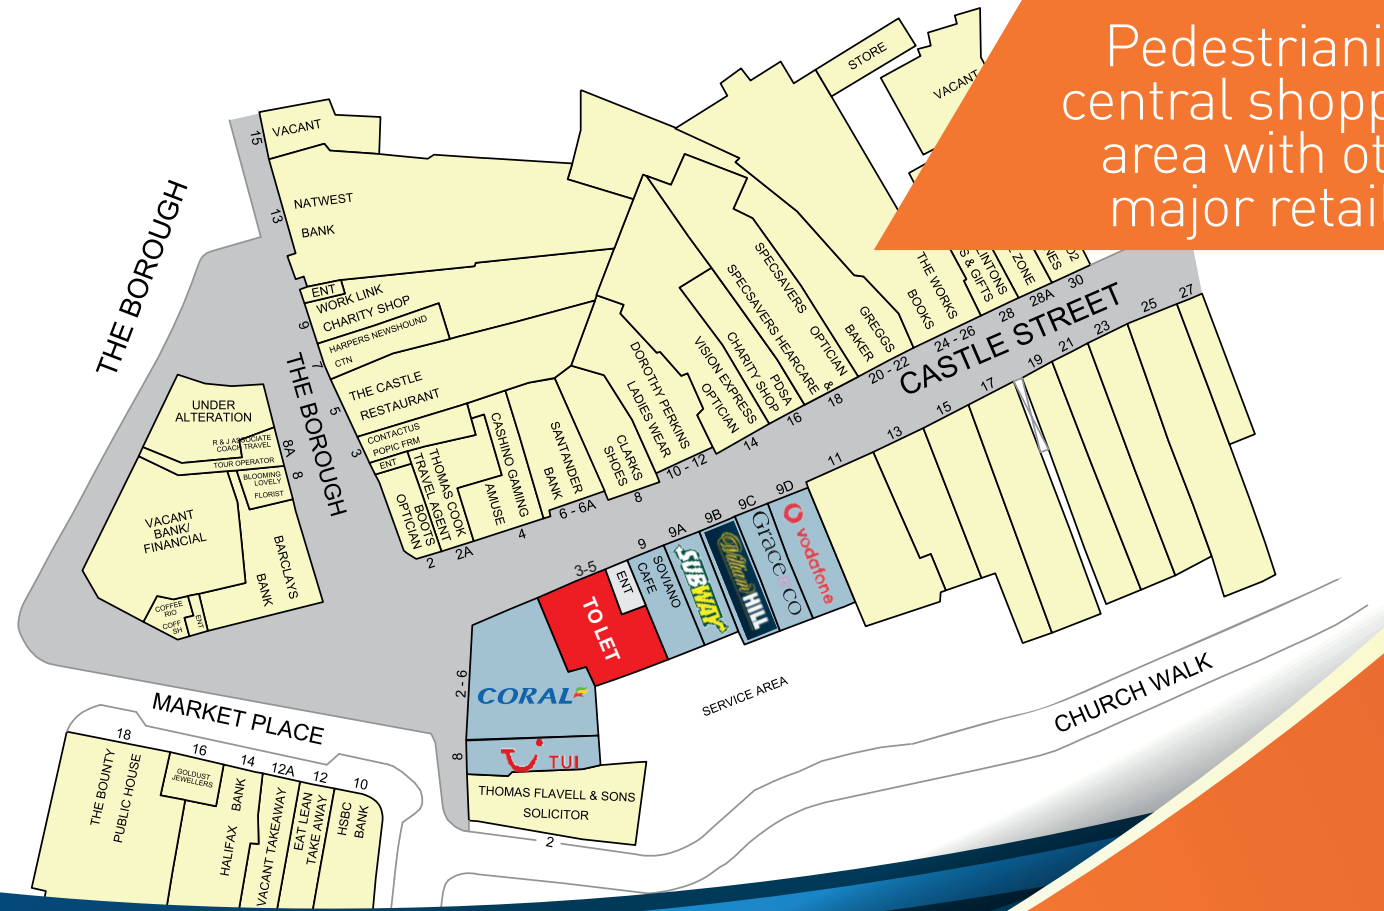 Pedestriani
central shopp
area with ot
major retail
STORE
VACANT
15
VACANT
THE BOROUGH
13
NATWEST
BANK
ENT
WORK LINK
CHARITY SHOP
9
HARPERS NEWSHOUND
CTN
7
THE BOROUGH
THE CASTLE
RESTAURANT
5
CONTACTUS
POPIC FRM
3
ENT
BOOTS
OPTICIAN
2
THOMAS COOK
TRAVEL AGENT
2A
CASHINO GAMING
AMUSE
4
SANTANDER
BANK
6 - 6A
CLARKS
SHOES
8
DOROTHY PERKINS
LADIES WEAR
10 - 12
VISION EXPRESS
OPTICIAN
14
CHARITY SHOP
PDSA
16
SPECSAVERS HEARCARE
SPECSAVERS
OPTICIAN &
18
GREGGS
BAKER
20 - 22
THE WORKS
BOOKS
24 - 26
INTONS
S & GIFTS
28
ZONE
28A
NES
O2
30
CASTLE STREET
UNDER
ALTERATION
R & J ASSOCIATE
COACH TRAVEL
8A
TOUR OPERATOR
8
BLOOMING
LOVELY
FLORIST
VACANT
BANK/
FINANCIAL
BARCLAYS
BANK
COFFEE
RIO
COFF
SH
ENT
3-5
TO LET
ENT
9
SOVIANO
CAFE
9A
SUBWAY
9B
William HILL
9C
Grace & CO
9D
vodafone
11
13
15
17
19
21
23
25
27
2 - 6
CORAL
8
TUI
THOMAS FLAVELL & SONS
SOLICITOR
2
SERVICE AREA
CHURCH WALK
MARKET PLACE
18
THE BOUNTY
PUBLIC HOUSE
16
GOLDUST
JEWELLERS
14
HALIFAX BANK
12A
VACANT TAKEAWAY
12
EAT LEAN
TAKE AWAY
10
HSBC
BANK